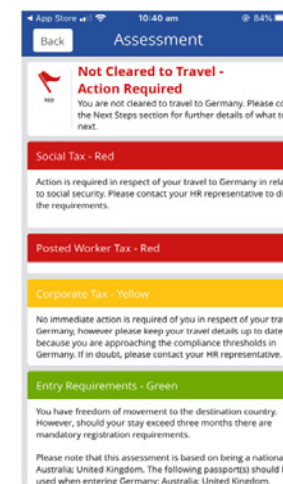 App Store
10:40 am
84%
Back
Assessment
RED
Not Cleared to Travel -
Action Required
You are not cleared to travel to Germany. Please
the Next Steps section for further details of what
next.
Social Tax - Red
Action is required in respect of your travel to Germany in
to social security. Please contact your HR representative to
the requirements.
Posted Worker Tax - Red
Corporate Tax - Yellow
No immediate action is required of you in respect of your
Germany, however please keep your travel details up to date
because you are approaching the compliance thresholds in
Germany. If in doubt, please contact your HR representative.
Entry Requirements - Green
You have freedom of movement to the destination country.
However, should your stay exceed three months there are
mandatory registration requirements.
Please note that this assessment is based on being a
Australia; United Kingdom. The following passport(s) should
used when entering Germany: Australia; United Kingdom.